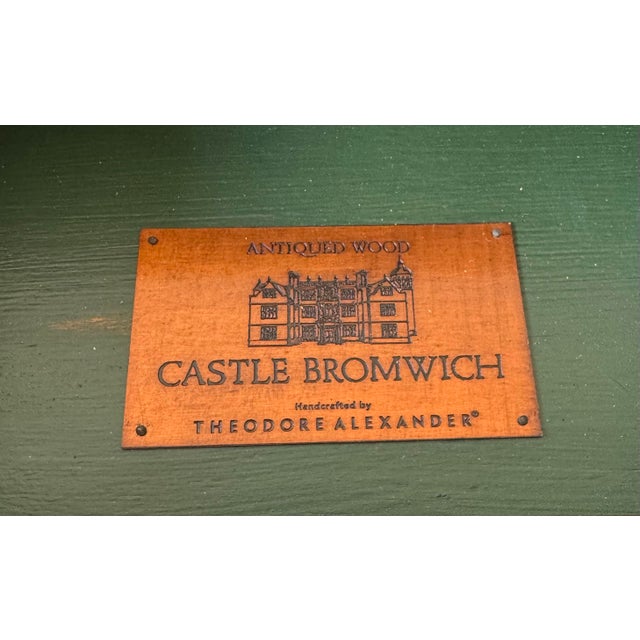 ANTIQUED WOOD
CASTLE BROMWICH
Handcrafted by
THEODORE ALEXANDER®